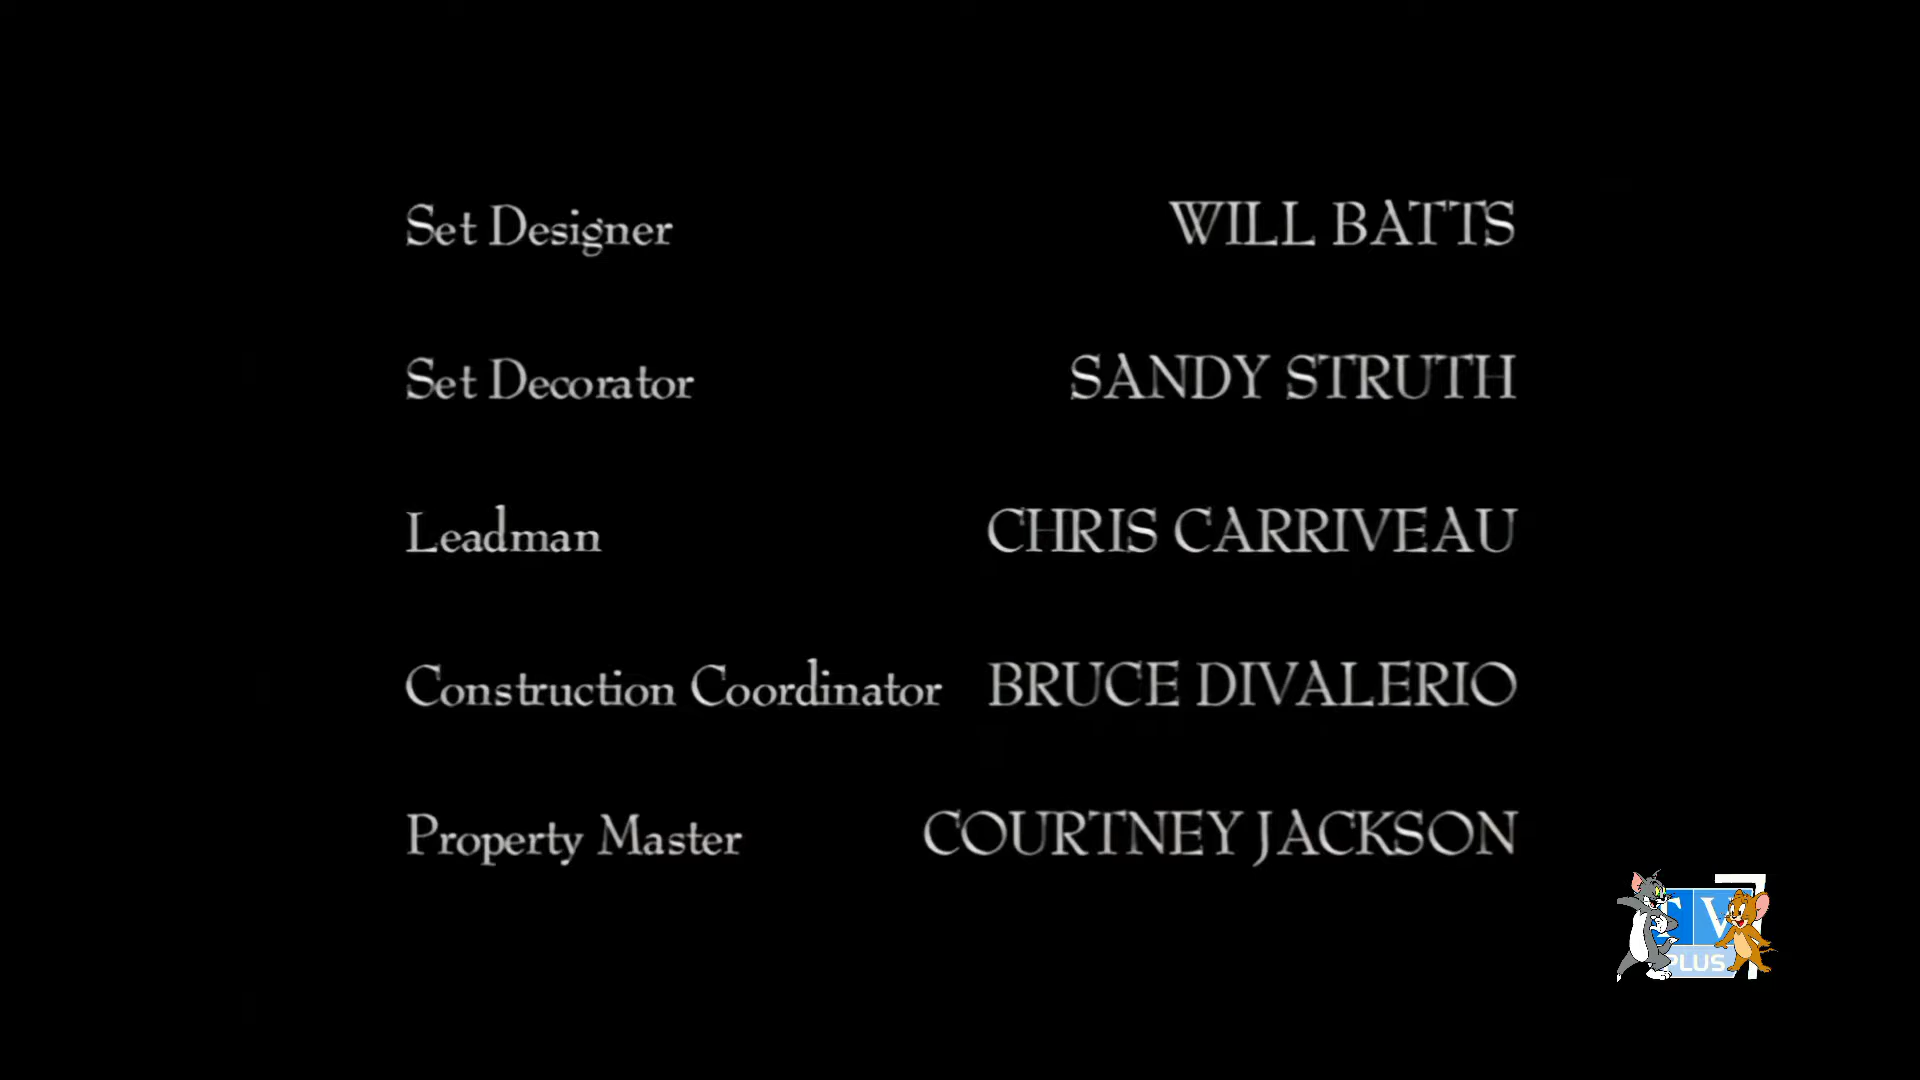 Set Designer WILL BATTS
Set Decorator SANDY STRUTH
Leadman CHRIS CARRIVEAU
Construction Coordinator BRUCE DIVALERIO
Property Master COURTNEY JACKSON
7
TV
PLUS